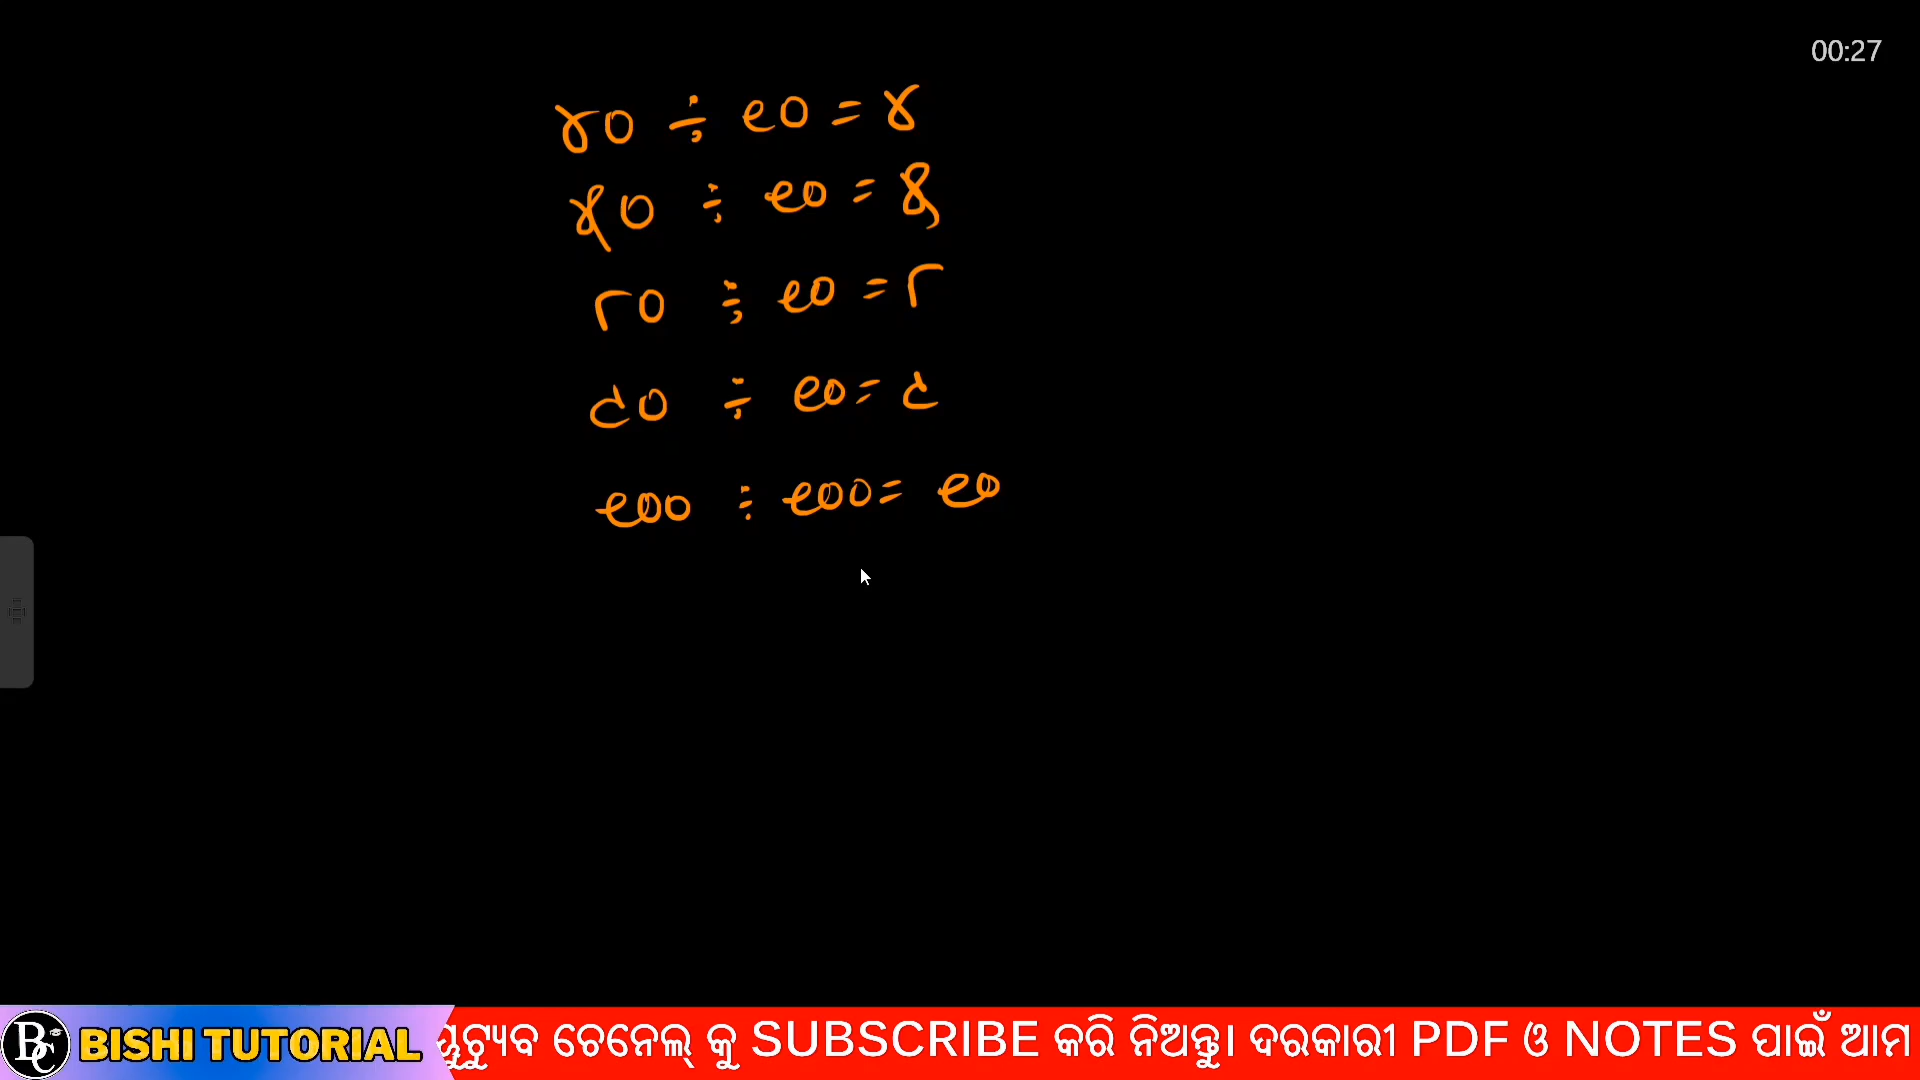 00:27
୪୦ ÷ ୧୦ = ୪
୫୦ ÷ ୧୦ = ୫
୮୦ ÷ ୧୦ = ୮
୯୦ ÷ ୧୦ = ୯
୧୦୦ ÷ ୧୦୦ = ୧୦
BISHI TUTORIAL
ଚେନେଲ୍ କୁ SUBSCRIBE କରି ନିଅନ୍ତୁ। ଦରକାରୀ PDF ଓ NOTES ପାଇଁ ଆମ